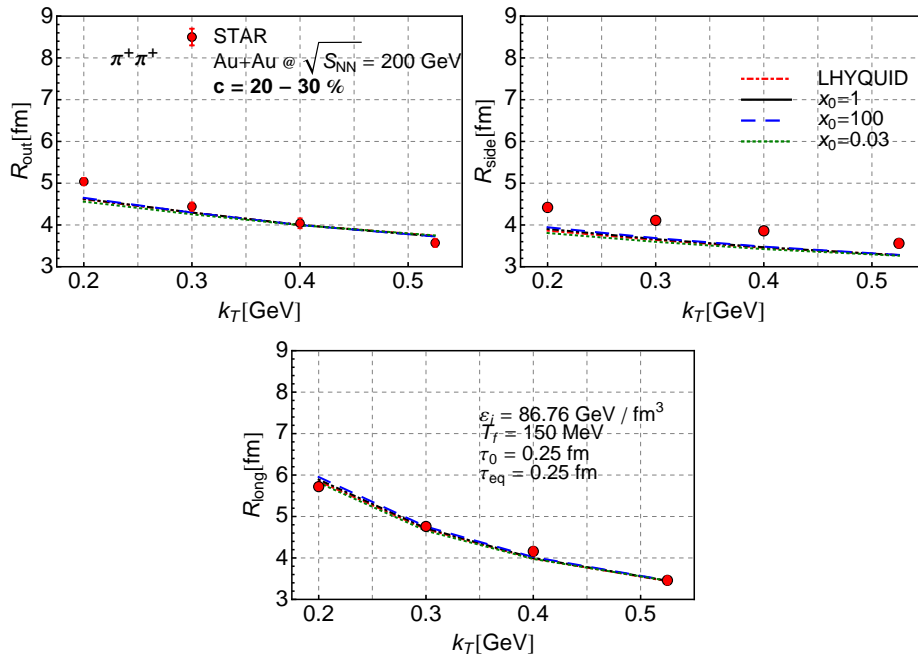 9
8
7
6
5
4
3
R_out[fm]
π⁺π⁺
STAR
Au+Au @ √S_NN = 200 GeV
c = 20 – 30 %
0.2 0.3 0.4 0.5
k_T[GeV]
9
8
7
6
5
4
3
R_side[fm]
LHYQUID
x₀=1
x₀=100
x₀=0.03
0.2 0.3 0.4 0.5
k_T[GeV]
9
8
7
6
5
4
3
R_long[fm]
ε_i = 86.76 GeV / fm³
T_f = 150 MeV
τ₀ = 0.25 fm
τ_eq = 0.25 fm
0.2 0.3 0.4 0.5
k_T[GeV]